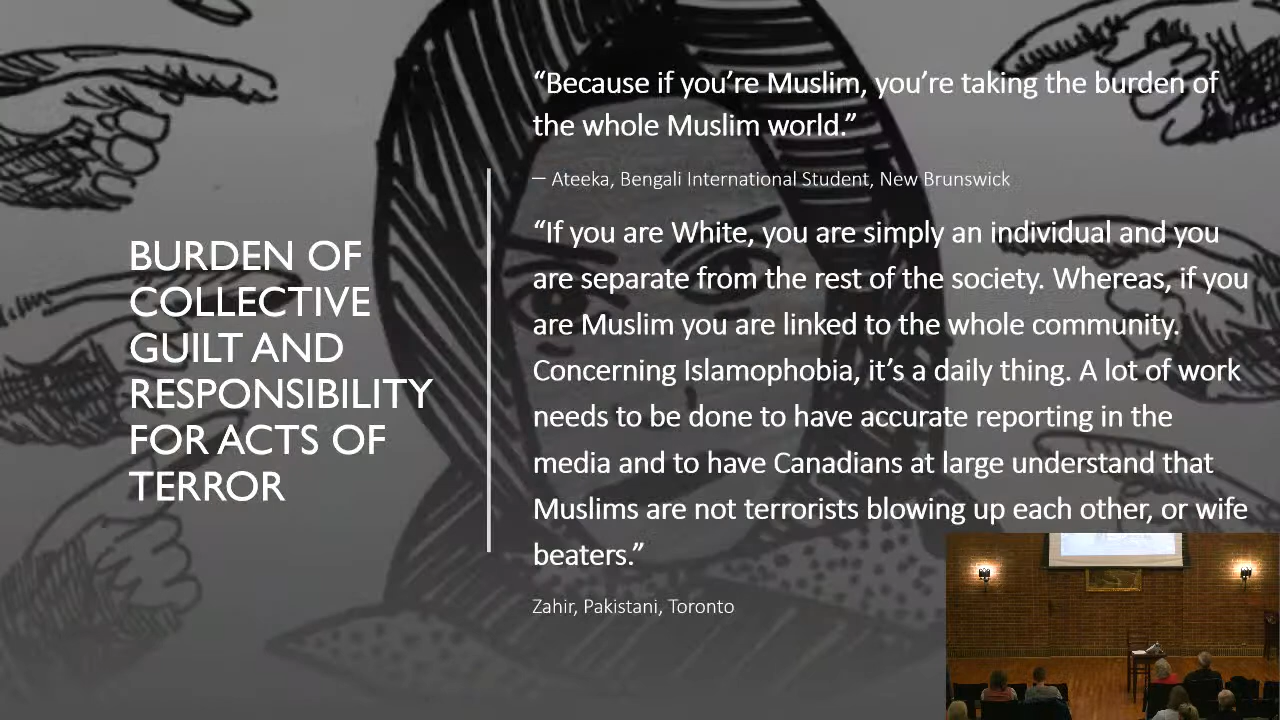 BURDEN OF
COLLECTIVE
GUILT AND
RESPONSIBILITY
FOR ACTS OF
TERROR
“Because if you’re Muslim, you’re taking the burden of
the whole Muslim world.”
— Ateeka, Bengali International Student, New Brunswick
“If you are White, you are simply an individual and you
are separate from the rest of the society. Whereas, if you
are Muslim you are linked to the whole community.
Concerning Islamophobia, it’s a daily thing. A lot of work
needs to be done to have accurate reporting in the
media and to have Canadians at large understand that
Muslims are not terrorists blowing up each other, or wife
beaters.”
Zahir, Pakistani, Toronto